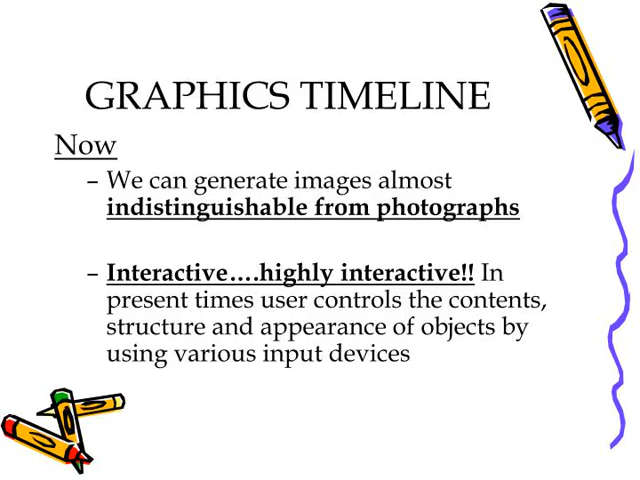 GRAPHICS TIMELINE
Now
– We can generate images almost
indistinguishable from photographs
– Interactive….highly interactive!! In
present times user controls the contents,
structure and appearance of objects by
using various input devices